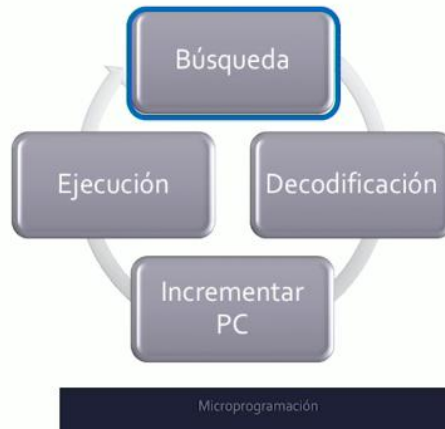 Búsqueda
Decodificación
Incrementar
PC
Ejecución
Microprogramación